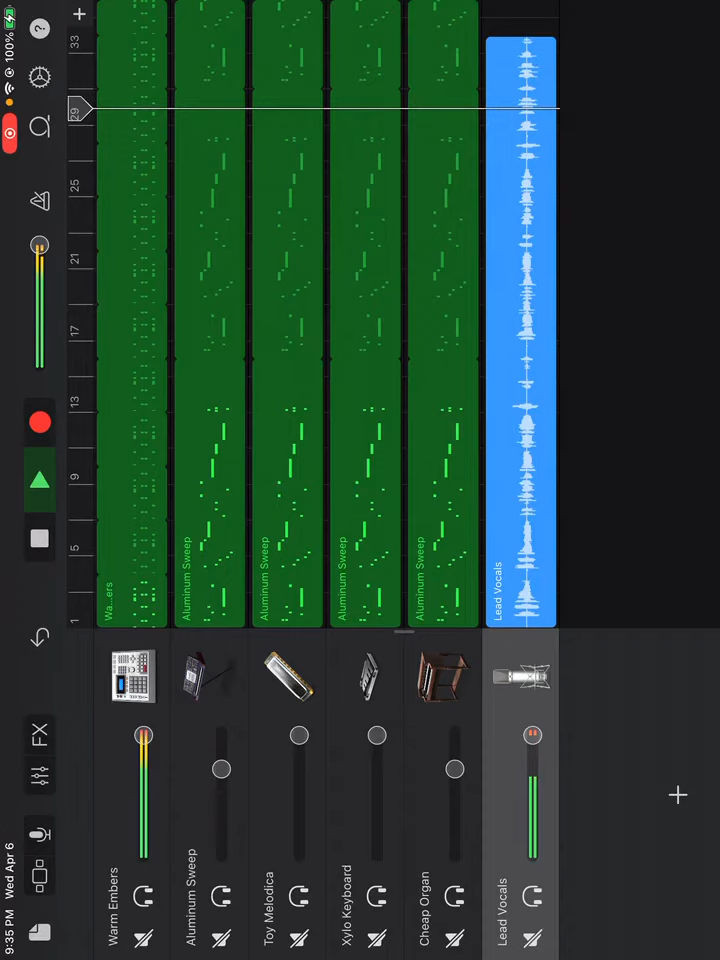 9:35 PM Wed Apr 6
100%
FX
?
1 5 9 13 17 21 25 29 33
Warm Embers
Wa...ers
Aluminum Sweep
Aluminum Sweep
Toy Melodica
Aluminum Sweep
Xylo Keyboard
Aluminum Sweep
Cheap Organ
Aluminum Sweep
Lead Vocals
Lead Vocals